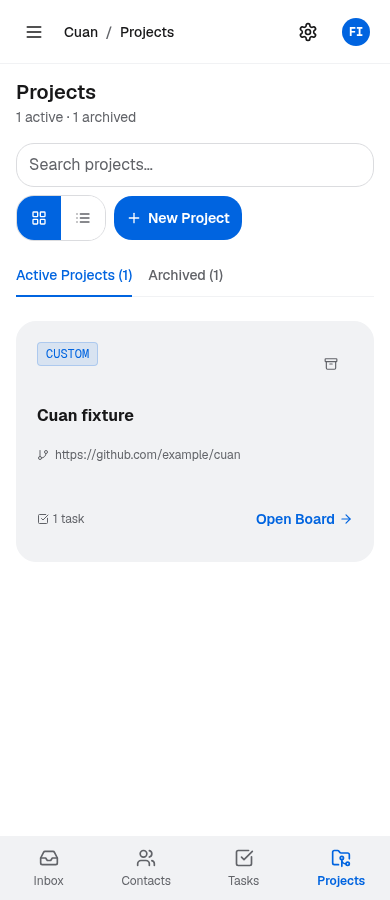 Cuan / Projects
FI
Projects
1 active · 1 archived
Search projects...
New Project
Active Projects (1)
Archived (1)
CUSTOM
Cuan fixture
https://github.com/example/cuan
1 task
Open Board
Inbox
Contacts
Tasks
Projects